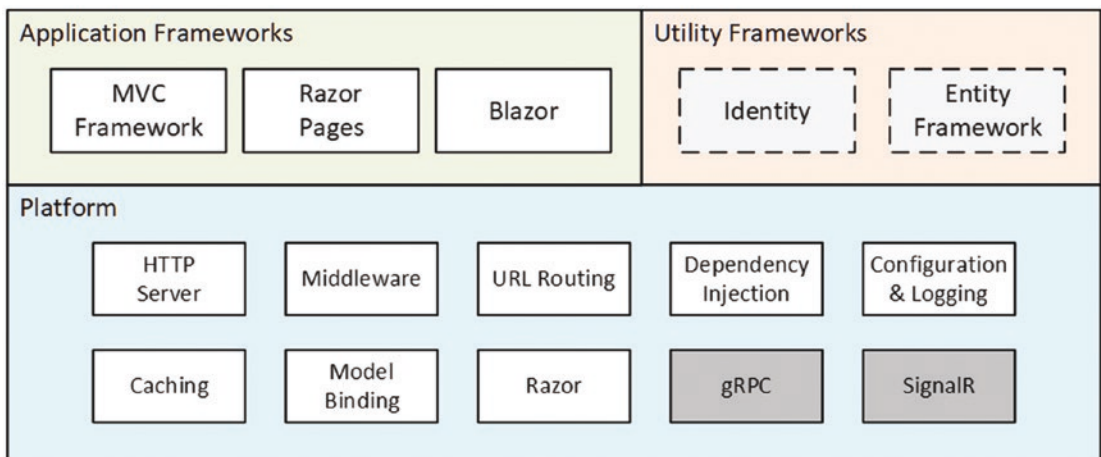 Application Frameworks
MVC
Framework
Razor
Pages
Blazor
Utility Frameworks
Identity
Entity
Framework
Platform
HTTP
Server
Middleware
URL Routing
Dependency
Injection
Configuration
& Logging
Caching
Model
Binding
Razor
gRPC
SignalR